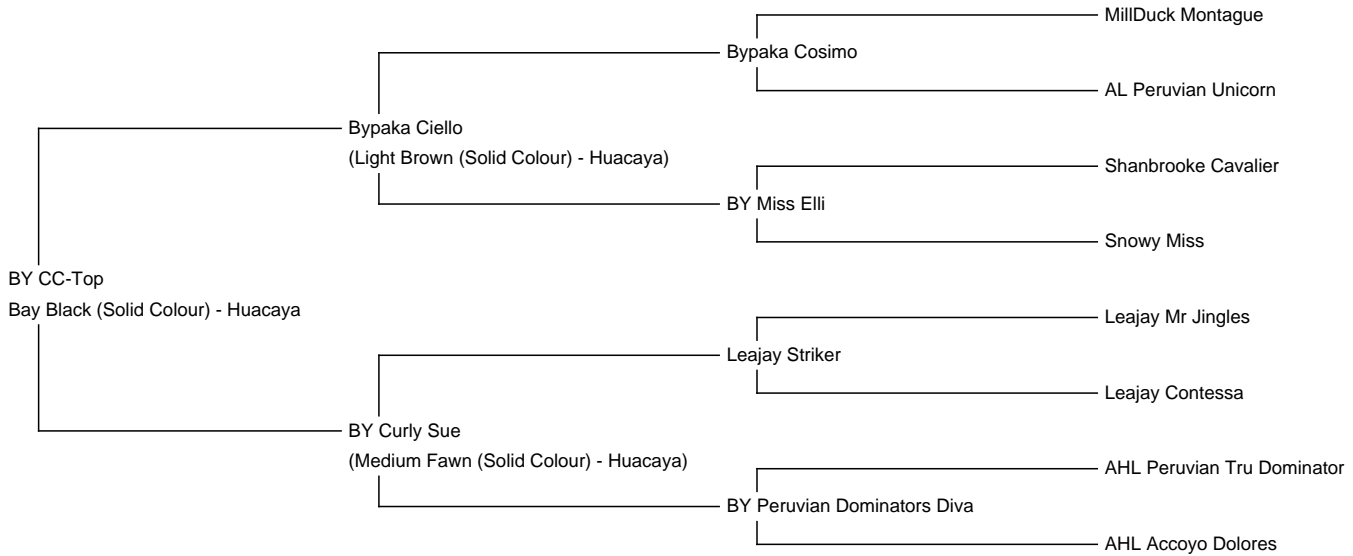 MillDuck Montague
Bypaka Cosimo
AL Peruvian Unicorn
Bypaka Ciello
(Light Brown (Solid Colour) - Huacaya)
Shanbrooke Cavalier
BY Miss Elli
Snowy Miss
BY CC-Top
Bay Black (Solid Colour) - Huacaya
Leajay Mr Jingles
Leajay Striker
Leajay Contessa
BY Curly Sue
(Medium Fawn (Solid Colour) - Huacaya)
AHL Peruvian Tru Dominator
BY Peruvian Dominators Diva
AHL Accoyo Dolores